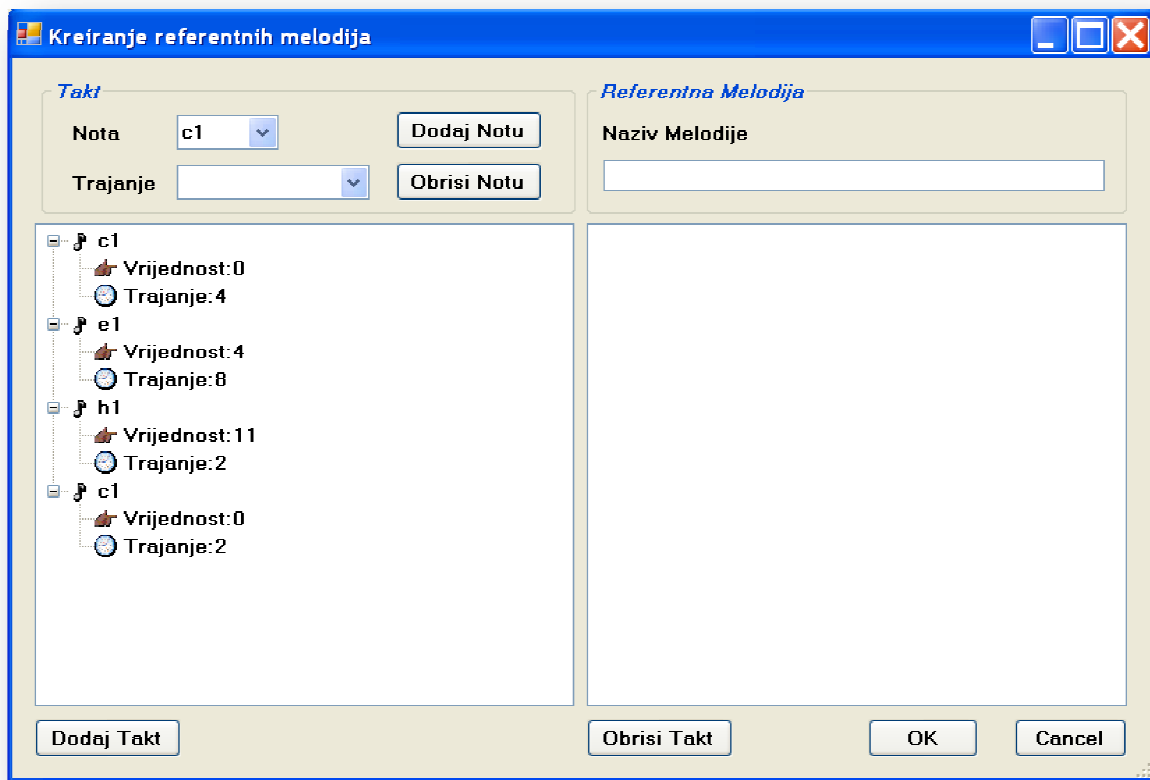 Kreiranje referentnih melodija
Takt
Nota
c1
Dodaj Notu
Trajanje
Obrisi Notu
Referentna Melodija
Naziv Melodije
c1
Vrijednost:0
Trajanje:4
e1
Vrijednost:4
Trajanje:8
h1
Vrijednost:11
Trajanje:2
c1
Vrijednost:0
Trajanje:2
Dodaj Takt
Obrisi Takt
OK
Cancel